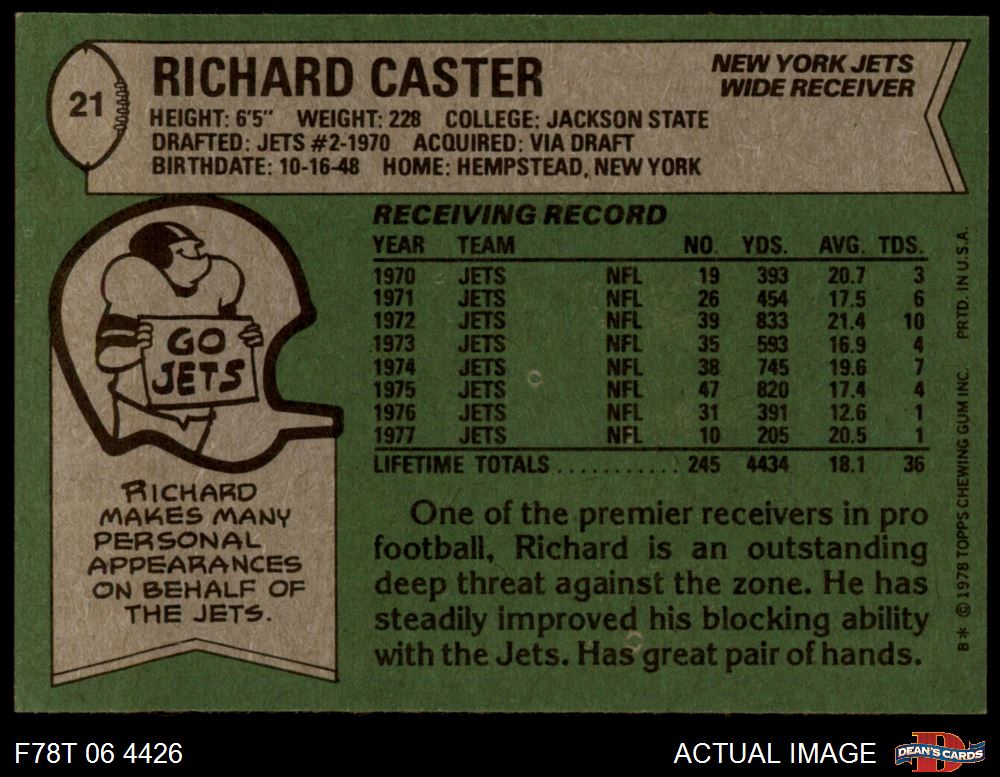 21
RICHARD CASTER
NEW YORK JETS
WIDE RECEIVER
HEIGHT: 6'5" WEIGHT: 228 COLLEGE: JACKSON STATE
DRAFTED: JETS #2-1970 ACQUIRED: VIA DRAFT
BIRTHDATE: 10-16-48 HOME: HEMPSTEAD, NEW YORK
GO
JETS
RICHARD
MAKES MANY
PERSONAL
APPEARANCES
ON BEHALF OF
THE JETS.
RECEIVING RECORD
YEAR TEAM NO. YDS. AVG. TDS.
1970 JETS NFL 19 393 20.7 3
1971 JETS NFL 26 454 17.5 6
1972 JETS NFL 39 833 21.4 10
1973 JETS NFL 35 593 16.9 4
1974 JETS NFL 38 745 19.6 7
1975 JETS NFL 47 820 17.4 4
1976 JETS NFL 31 391 12.6 1
1977 JETS NFL 10 205 20.5 1
LIFETIME TOTALS ........... 245 4434 18.1 36
One of the premier receivers in pro
football, Richard is an outstanding
deep threat against the zone. He has
steadily improved his blocking ability
with the Jets. Has great pair of hands.
B* © 1978 TOPPS CHEWING GUM INC. PRTD. IN U.S.A.
F78T 06 4426
ACTUAL IMAGE
D
DEAN'S CARDS